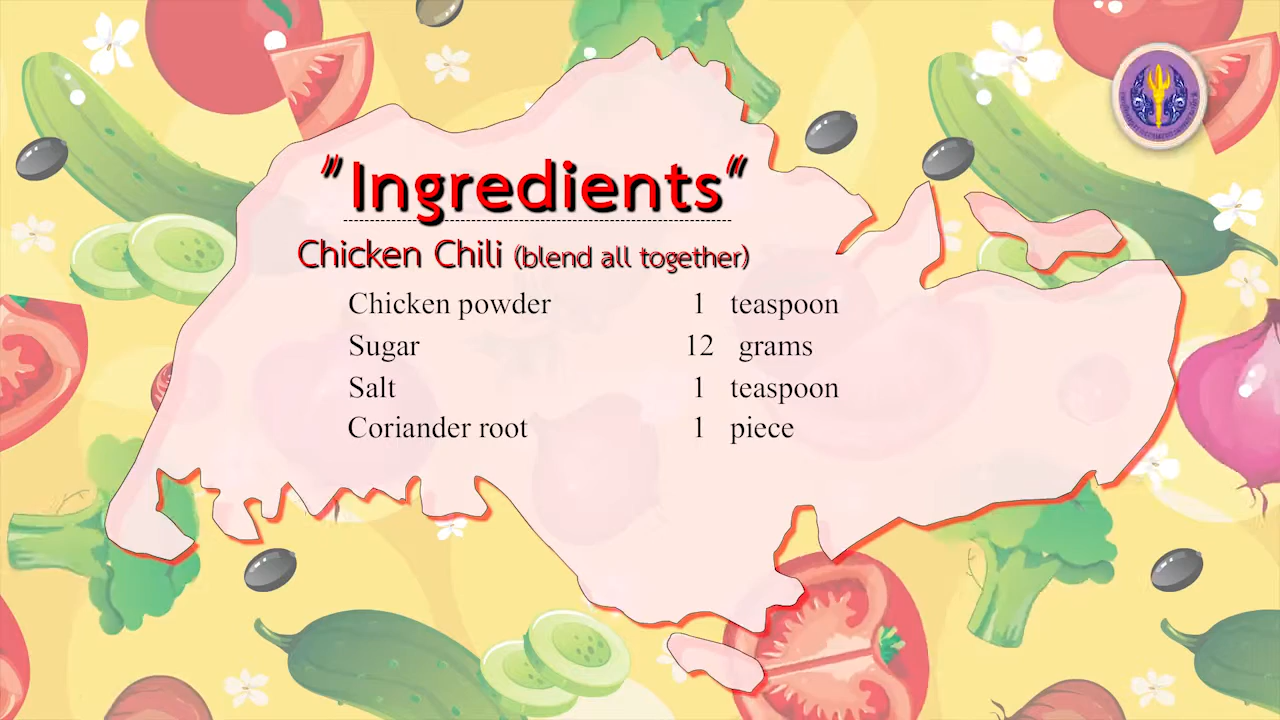 "Ingredients"
Chicken Chili (blend all together)
Chicken powder 1 teaspoon
Sugar 12 grams
Salt 1 teaspoon
Coriander root 1 piece